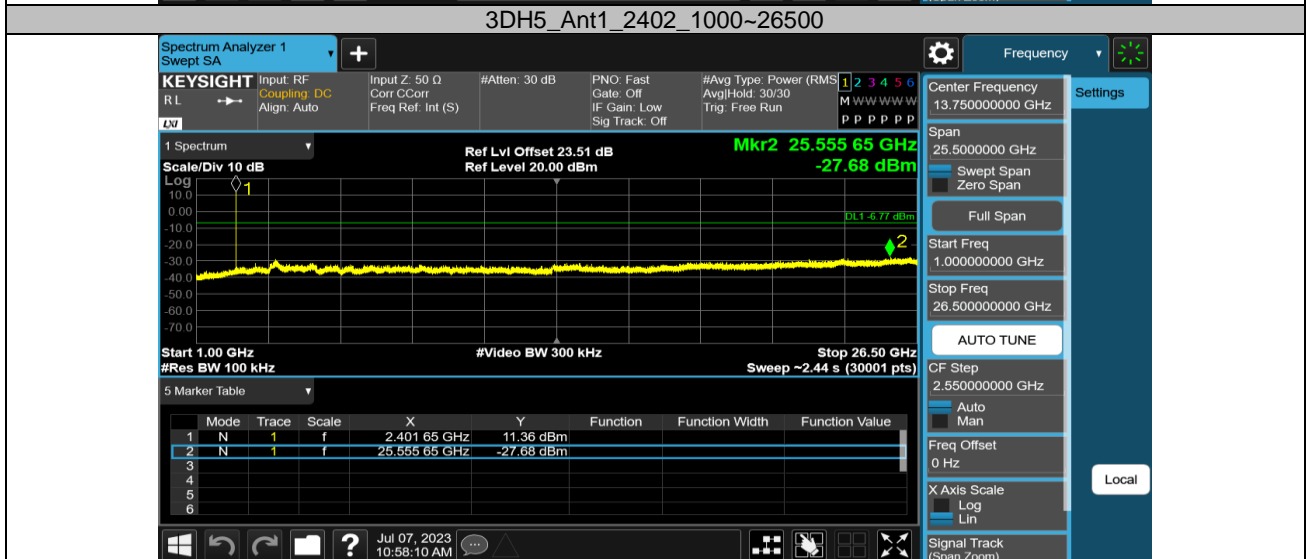 (Span Zoom)
3DH5_Ant1_2402_1000~26500
Spectrum Analyzer 1
Swept SA
Frequency
KEYSIGHT
R L
LXI
Input: RF
Coupling: DC
Align: Auto
Input Z: 50 Ω
Corr CCorr
Freq Ref: Int (S)
#Atten: 30 dB
PNO: Fast
Gate: Off
IF Gain: Low
Sig Track: Off
#Avg Type: Power (RMS
Avg|Hold: 30/30
Trig: Free Run
1 2 3 4 5 6
M W W W W W
P P P P P P
1 Spectrum
Scale/Div 10 dB
Log
Ref Lvl Offset 23.51 dB
Ref Level 20.00 dBm
Mkr2 25.555 65 GHz
-27.68 dBm
1
10.0
0.00
-10.0
-20.0
-30.0
-40.0
-50.0
-60.0
-70.0
DL1 -6.77 dBm
2
Start 1.00 GHz
#Res BW 100 kHz
#Video BW 300 kHz
Stop 26.50 GHz
Sweep ~2.44 s (30001 pts)
5 Marker Table
Mode Trace Scale X Y Function Function Width Function Value
1 N 1 f 2.401 65 GHz 11.36 dBm
2 N 1 f 25.555 65 GHz -27.68 dBm
3
4
5
6
?
Jul 07, 2023
10:58:10 AM
Center Frequency
13.750000000 GHz
Settings
Span
25.5000000 GHz
Swept Span
Zero Span
Full Span
Start Freq
1.000000000 GHz
Stop Freq
26.500000000 GHz
AUTO TUNE
CF Step
2.550000000 GHz
Auto
Man
Freq Offset
0 Hz
X Axis Scale
Log
Lin
Local
Signal Track
(Span Zoom)